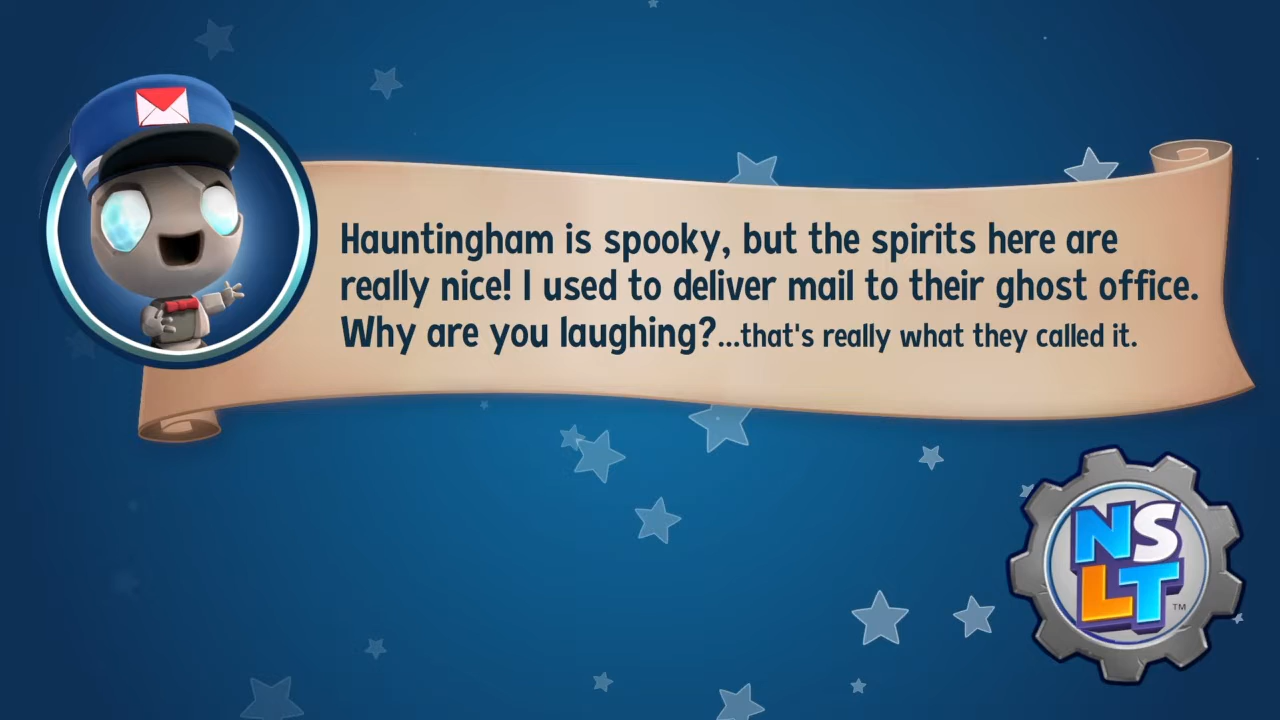 Hauntingham is spooky, but the spirits here are
really nice! I used to deliver mail to their ghost office.
Why are you laughing?...that's really what they called it.
NS
LT
TM